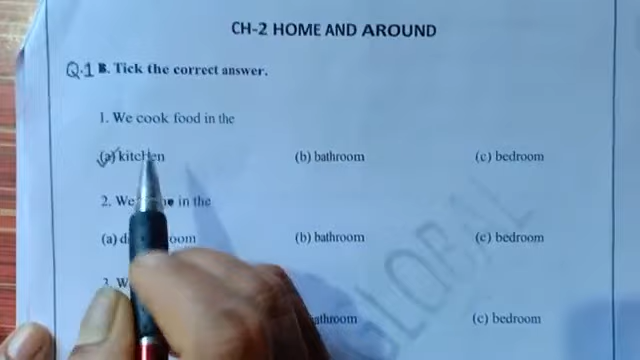 CH-2 HOME AND AROUND
Q.1 B. Tick the correct answer.
1. We cook food in the
(a) kitchen (b) bathroom (c) bedroom
2. We in the
(a) (b) bathroom (c) bedroom
(c) bedroom
GLOBAL